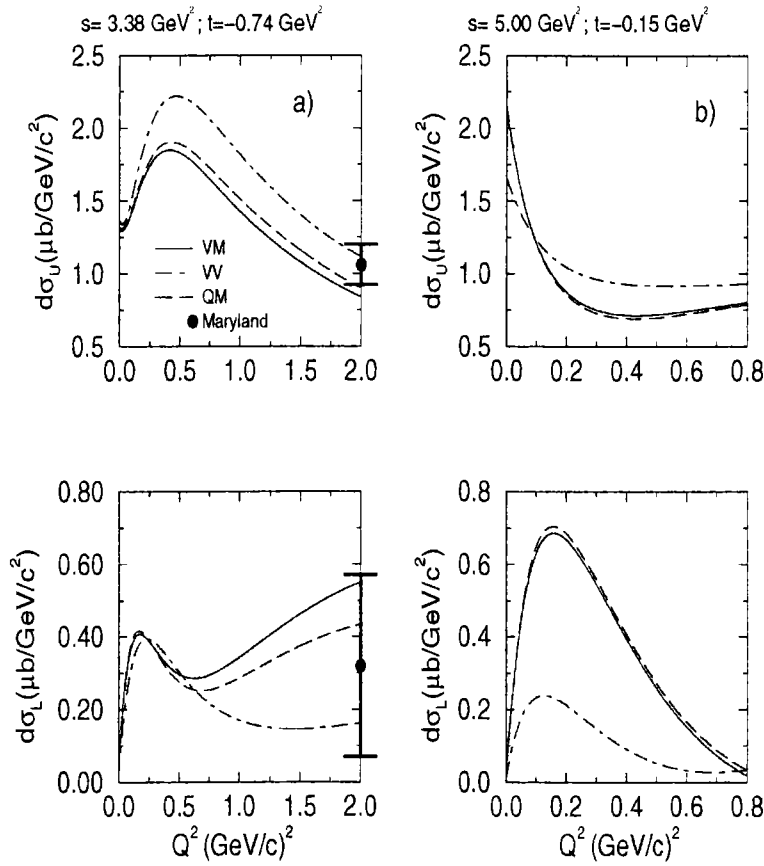 s= 3.38 GeV²; t=−0.74 GeV²
s= 5.00 GeV²; t=−0.15 GeV²
dσU(μb/GeV/c²)
2.5
2.0
1.5
1.0
0.5
a)
VM
VV
QM
Maryland
0.0 0.5 1.0 1.5 2.0
dσU(μb/GeV/c²)
2.5
2.0
1.5
1.0
0.5
b)
0.0 0.2 0.4 0.6 0.8
dσL(μb/GeV/c²)
0.80
0.60
0.40
0.20
0.00
0.0 0.5 1.0 1.5 2.0
Q² (GeV/c)²
dσL(μb/GeV/c²)
0.8
0.6
0.4
0.2
0.0
0.0 0.2 0.4 0.6 0.8
Q² (GeV/c)²